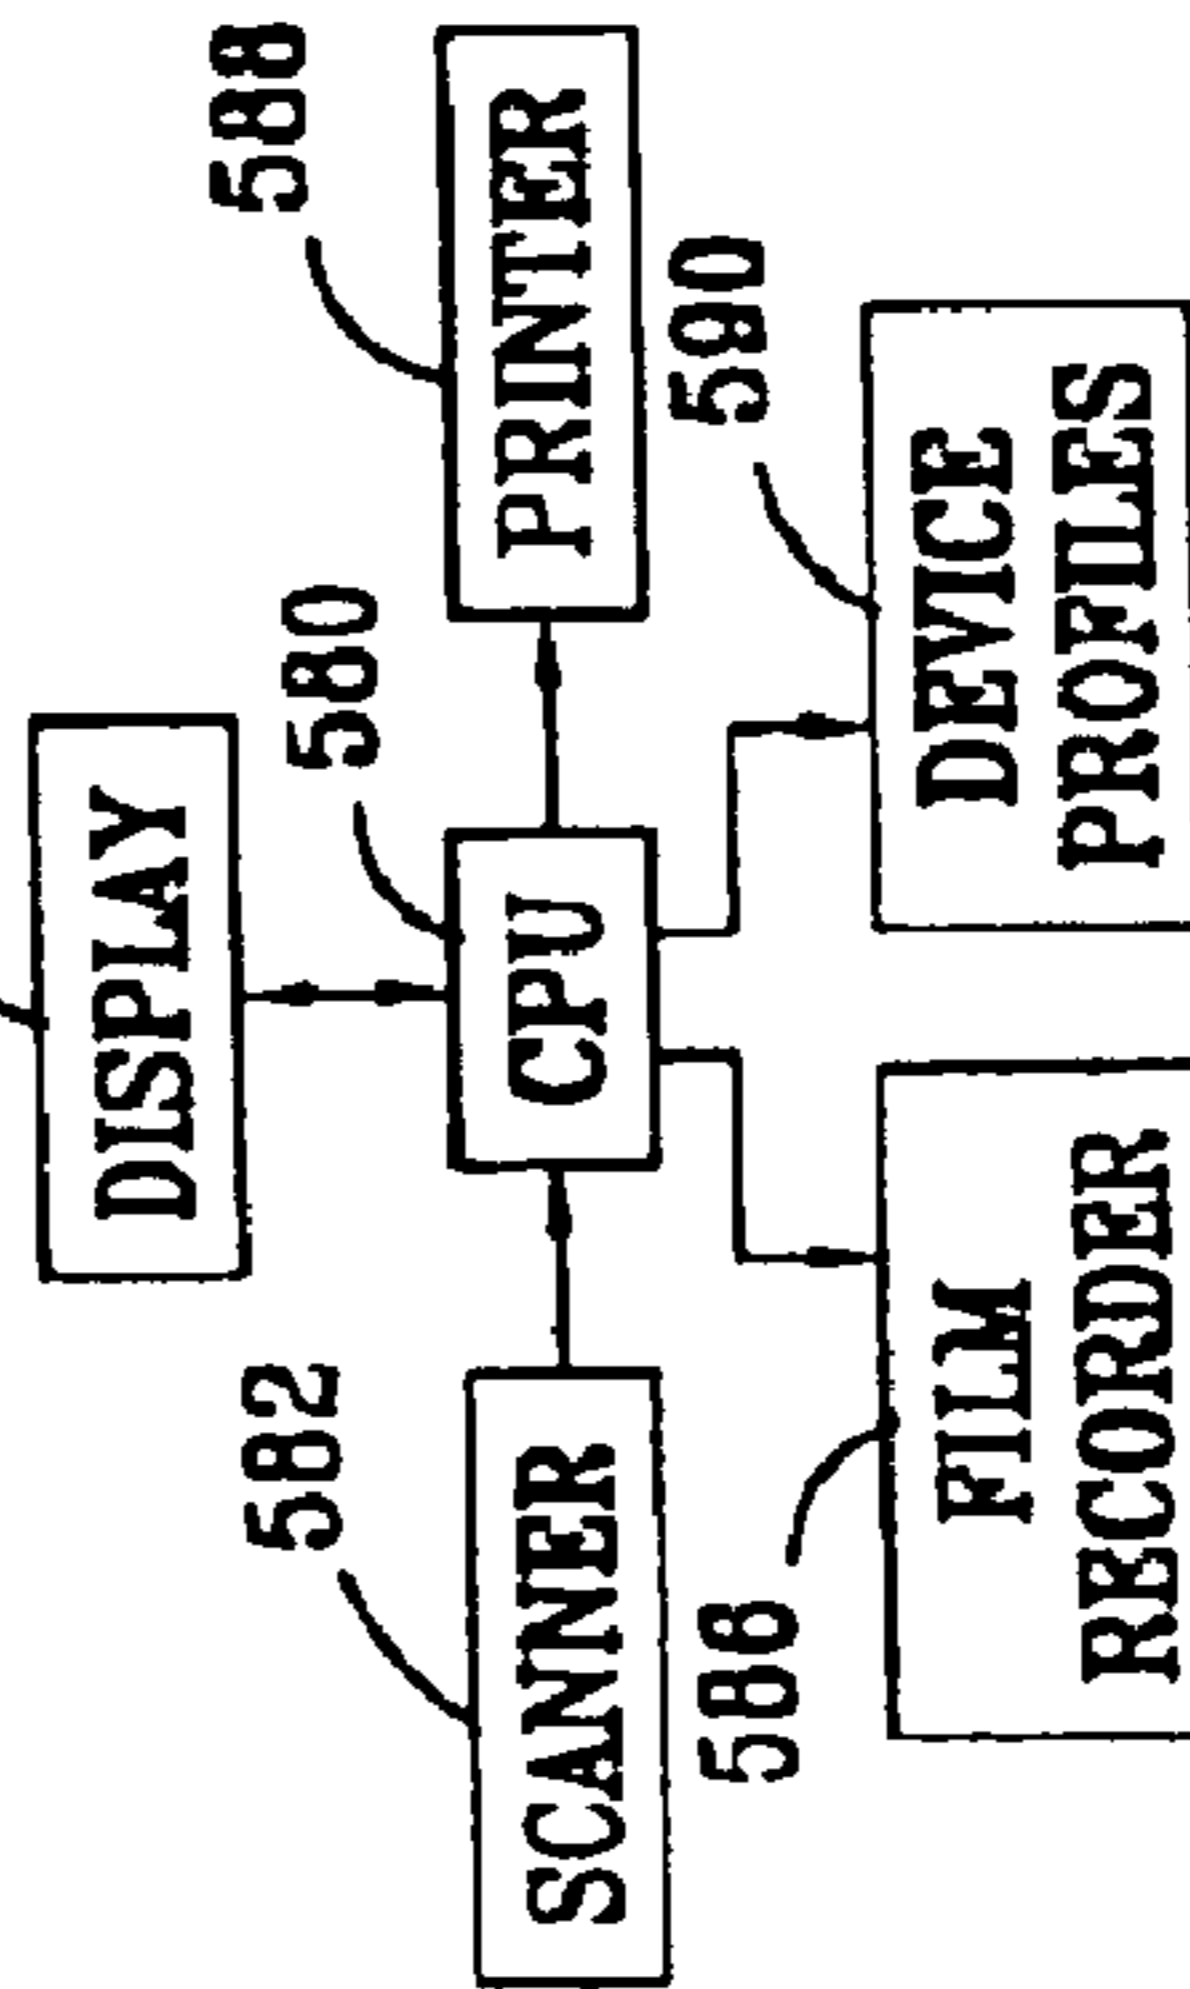 DISPLAY
582
580
588
SCANNER
CPU
PRINTER
586
590
FILM
RECORDER
DEVICE
PROFILES